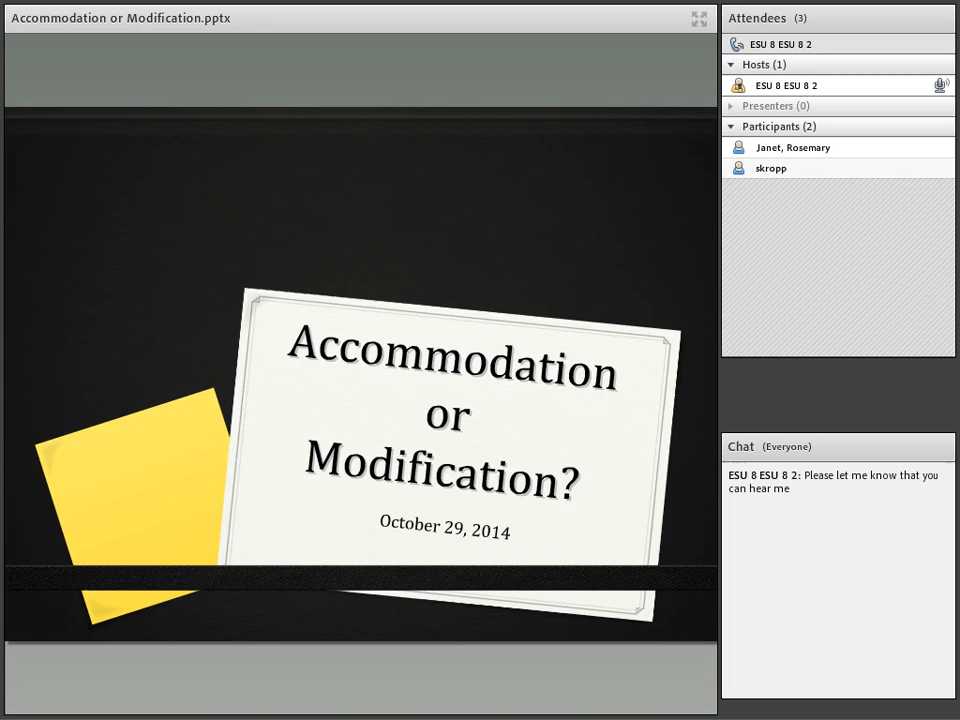 Accommodation or Modification.pptx
Accommodation
or
Modification?
October 29, 2014
Attendees (3)
ESU 8 ESU 8 2
Hosts (1)
ESU 8 ESU 8 2
Presenters (0)
Participants (2)
Janet, Rosemary
skropp
Chat (Everyone)
ESU 8 ESU 8 2: Please let me know that you
can hear me